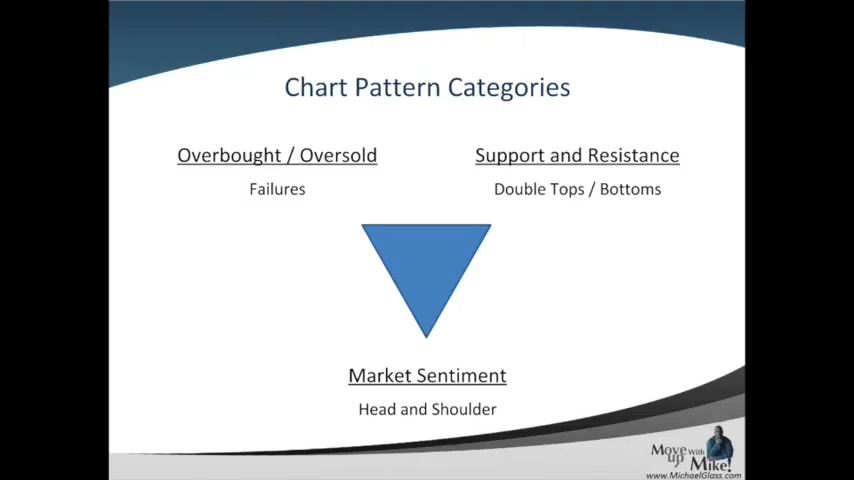 Chart Pattern Categories
Overbought / Oversold
Failures
Support and Resistance
Double Tops / Bottoms
Market Sentiment
Head and Shoulder
Move up With Mike!
www.MichaelGlass.com